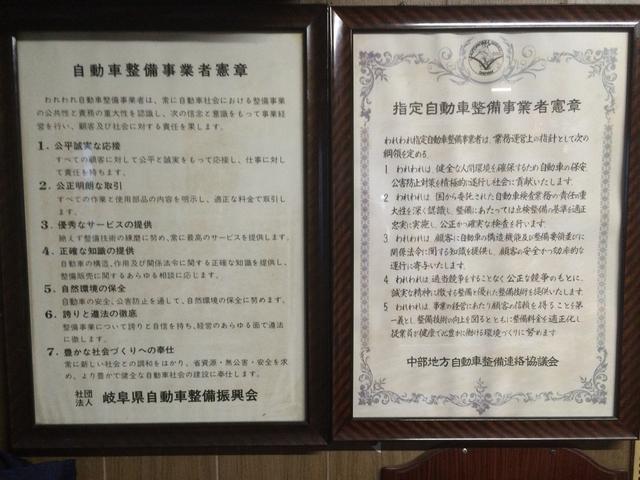 自動車整備事業者憲章
われわれ自動車整備事業者は、常に自動車社会における整備事業
の公共性と責務の重大性を認識し、次の信念と意識をもって事業
経営を行い、顧客及び社会に対する責任を果します。
1. 公平誠実な応接
すべての顧客に対して公平と誠実をもって応接し、仕事に対し
て責任を持ちます。
2. 公正明朗な取引
すべての作業と使用部品の内容を明示し、適正な料金で取引し
ます。
3. 優秀なサービスの提供
絶えず整備技術の練磨に努め、常に最高のサービスを提供します。
4. 正確な知識の提供
自動車の構造、作用及び関係法令に関する正確な知識を提供し、
整備販売に関するあらゆる相談に応じます。
5. 自然環境の保全
自動車の安全、公害防止を通して、自然環境の保全に努めます。
6. 誇りと遵法の徹底
整備事業について誇りと自信を持ち、経営のあらゆる面で遵法
に徹します。
7. 豊かな社会づくりへの奉仕
常に新しい社会との調和をはかり、省資源・無公害・安全を求
め、より豊かで健全な自動車社会の建設に奉仕します。
社団法人 岐阜県自動車整備振興会
指定自動車整備事業者憲章
われわれ指定自動車整備事業者は、業務運営上の指針として次の
綱領を定める
1 われわれは、健全な人間環境を確保するため自動車の保安
公害防止対策を積極的に遂行し社会に貢献いたします
2 われわれは 国から委託された自動車検査業務の責任の重
大性を深く認識し、整備にあたっては点検整備の基準を適正
忠実に実施し、公正かつ確実な検査を行います
3 われわれは、顧客に自動車の構造機能及び整備要領並びに
関係法令に関する知識を提供し 顧客の安全かつ効率的
な運行に寄与いたします
4 われわれは過当競争をすることなく公正な競争のもとに、
誠実な精神に徹する整備と優れた整備技術を提供いたします
5 われわれは、事業の経営にあたり顧客の信頼を得ることを第
一義とし、整備技術の向上を図るとともに整備料金を適正化し
従業員が健康で心豊かに働ける環境づくりに努めます
中部地方自動車整備連絡協議会